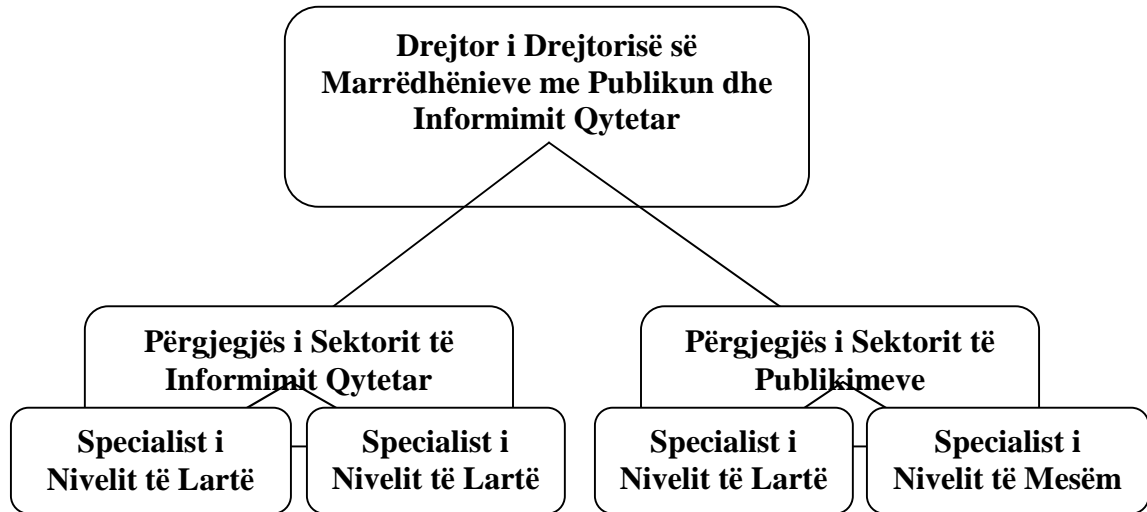 Drejtor i Drejtorisë së
Marrëdhënieve me Publikun dhe
Informimit Qytetar
Përgjegjës i Sektorit të
Informimit Qytetar
Përgjegjës i Sektorit të
Publikimeve
Specialist i
Nivelit të Lartë
Specialist i
Nivelit të Lartë
Specialist i
Nivelit të Lartë
Specialist i
Nivelit të Mesëm